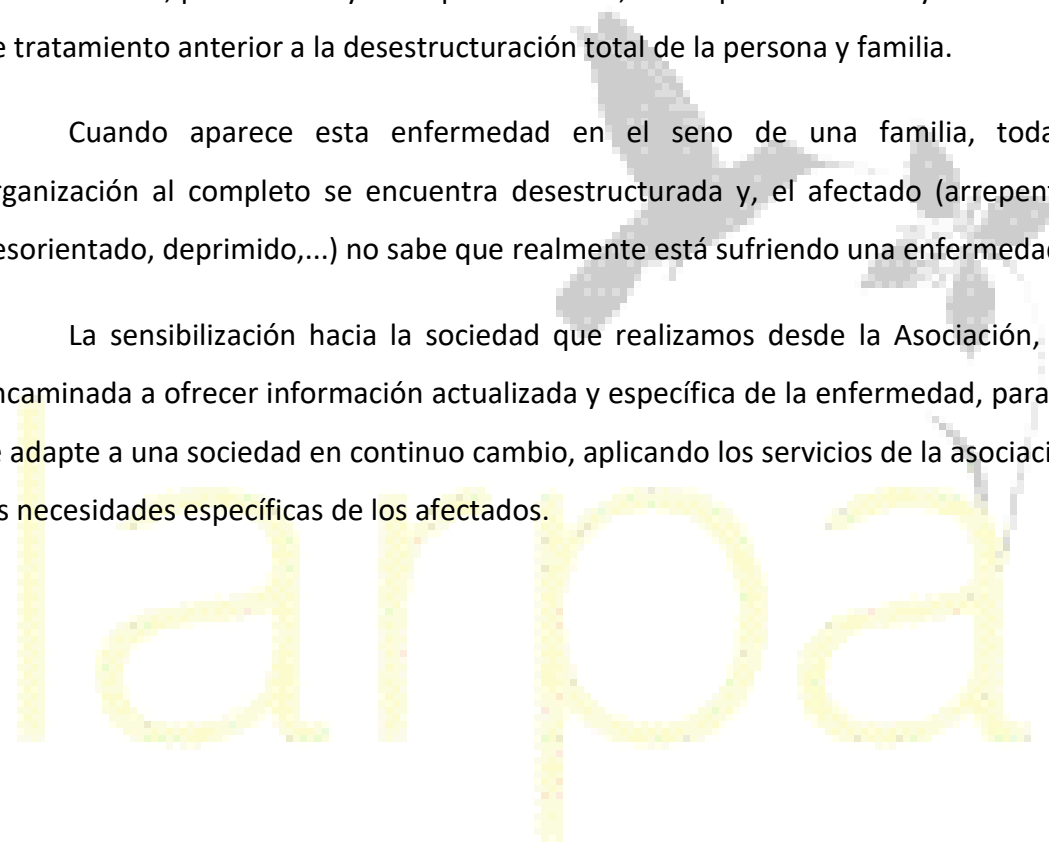 e tratamiento anterior a la desestructuración total de la persona y familia.
Cuando aparece esta enfermedad en el seno de una familia, toda
rganización al completo se encuentra desestructurada y, el afectado (arrepent
esorientado, deprimido,...) no sabe que realmente está sufriendo una enfermedad
La sensibilización hacia la sociedad que realizamos desde la Asociación,
ncaminada a ofrecer información actualizada y específica de la enfermedad, para
e adapte a una sociedad en continuo cambio, aplicando los servicios de la asociaci
s necesidades específicas de los afectados.
larpa